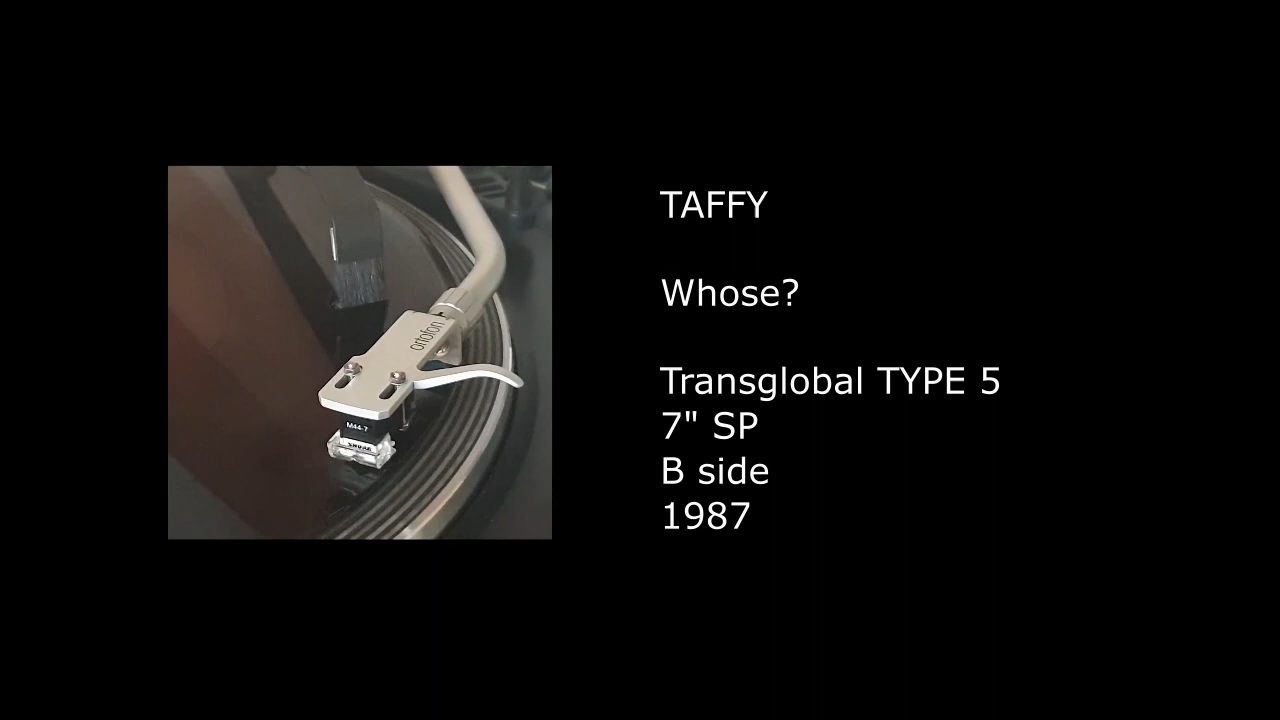 TAFFY
Whose?
Transglobal TYPE 5
7" SP
B side
1987
ortofon
M44-7
SHURE